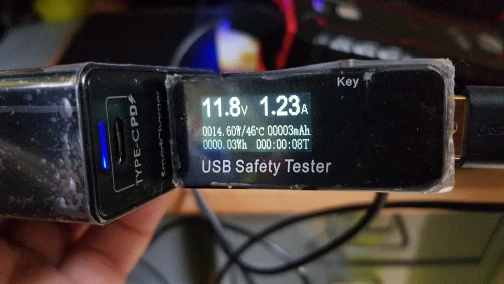 Key
11.8V 1.23A
0014.60W/46℃ 00003mAh
0000.03Wh 000:00:08T
USB Safety Tester
TYPE-C PD